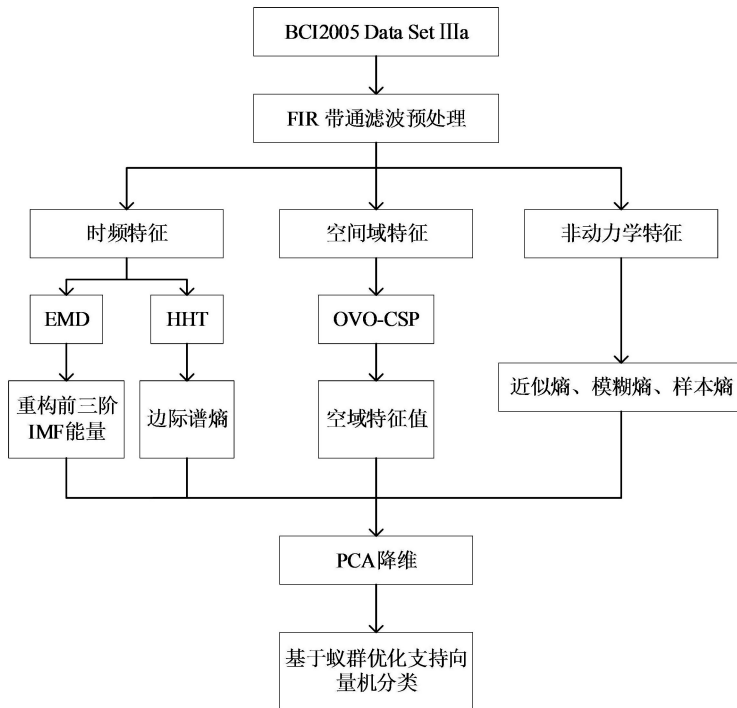 BCI2005 Data Set Ⅲa
FIR 带通滤波预处理
时频特征
空间域特征
非动力学特征
EMD
HHT
OVO-CSP
重构前三阶
IMF能量
边际谱熵
空域特征值
近似熵、模糊熵、样本熵
PCA降维
基于蚁群优化支持向
量机分类